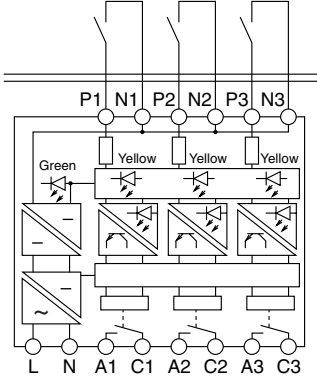 P1 N1 P2 N2 P3 N3
Green Yellow Yellow Yellow
L N A1 C1 A2 C2 A3 C3